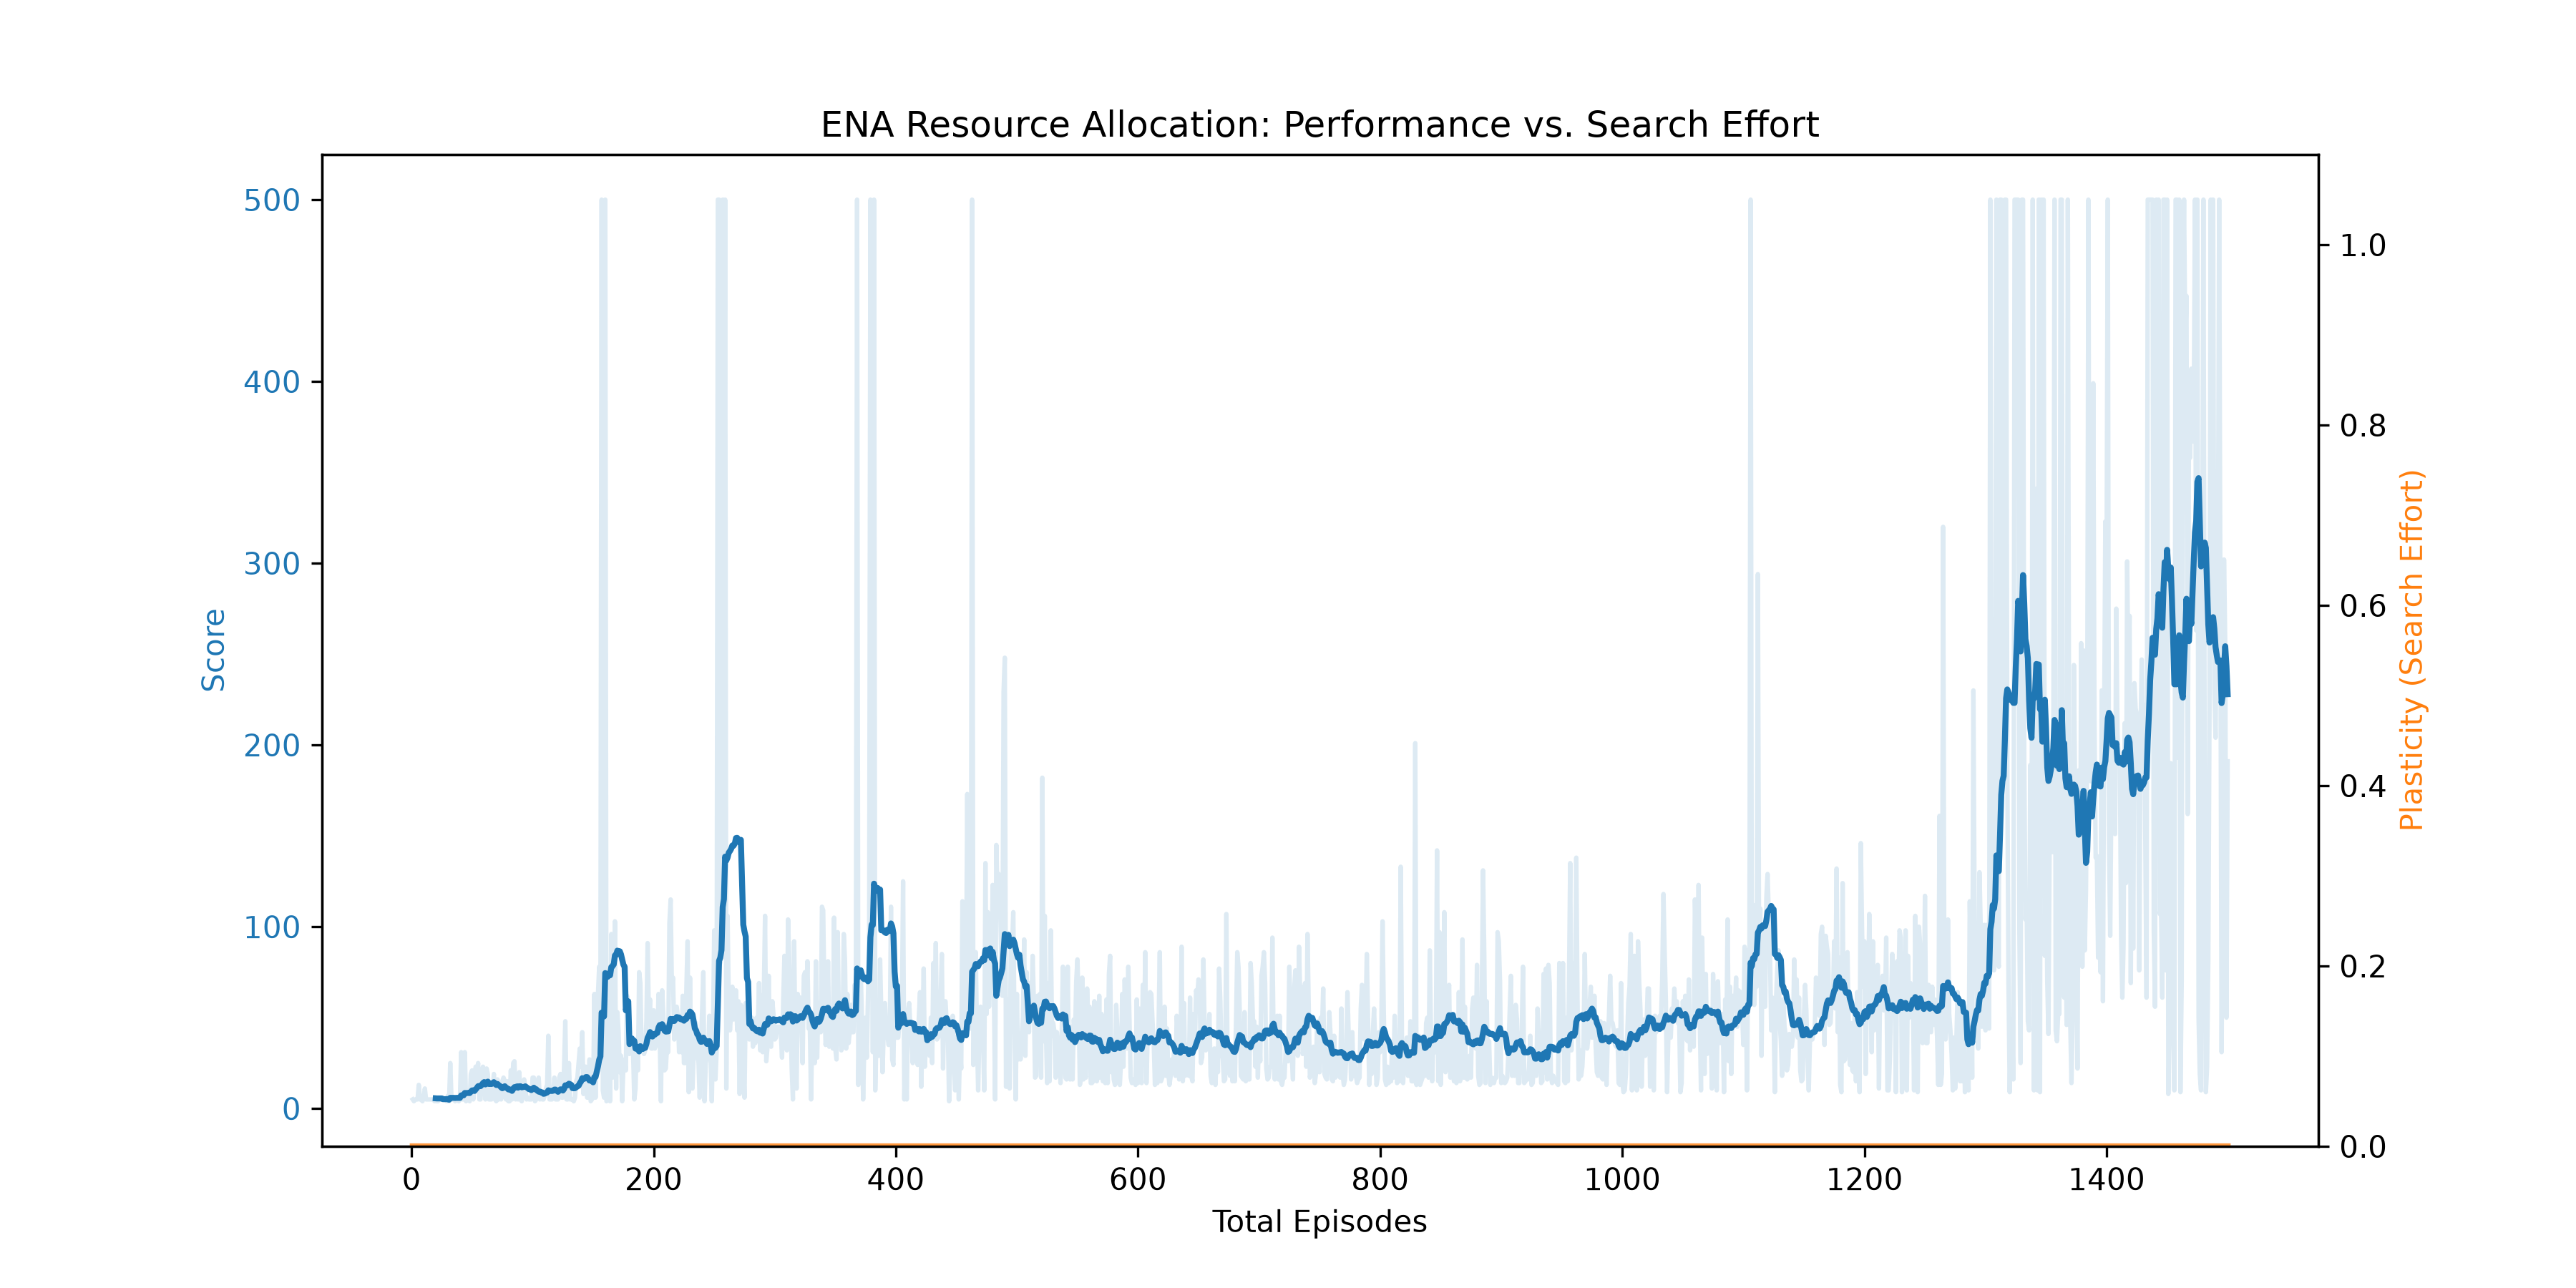 ENA Resource Allocation: Performance vs. Search Effort
500
400
300
200
100
0
Score
1.0
0.8
0.6
0.4
0.2
0.0
Plasticity (Search Effort)
0 200 400 600 800 1000 1200 1400
Total Episodes